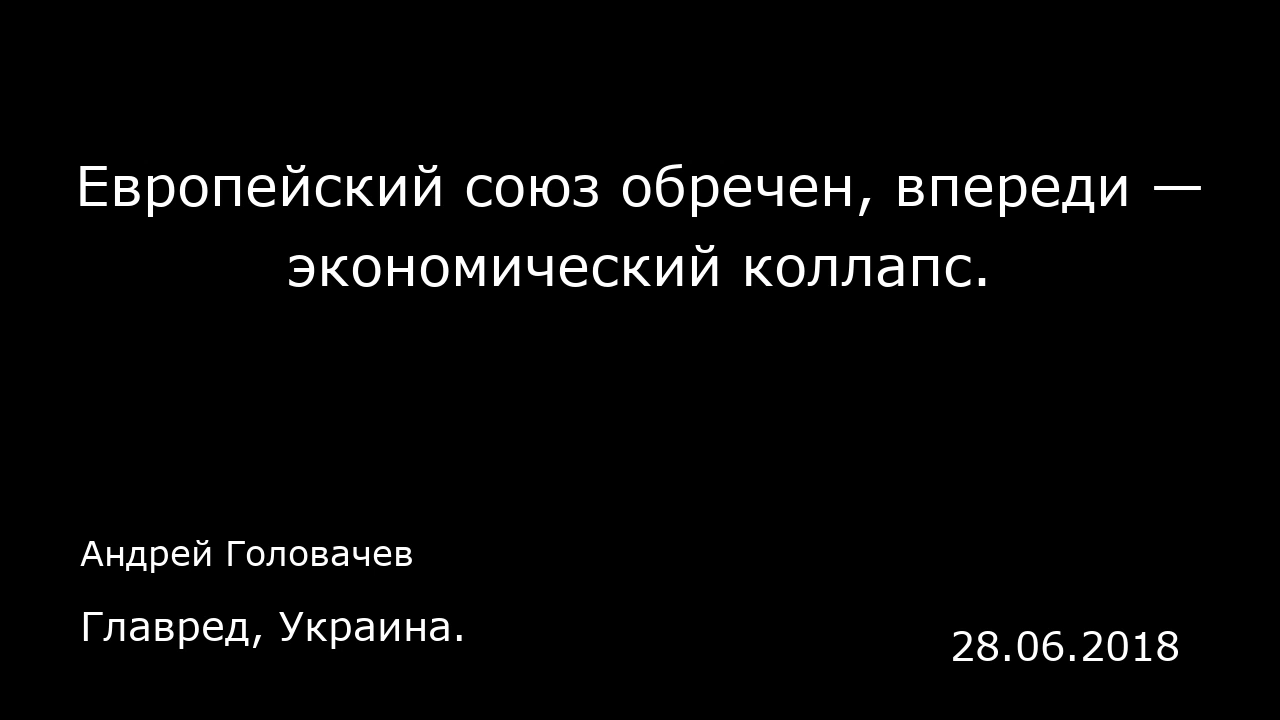 Европейский союз обречен, впереди —
экономический коллапс.
Андрей Головачев
Главред, Украина.
28.06.2018